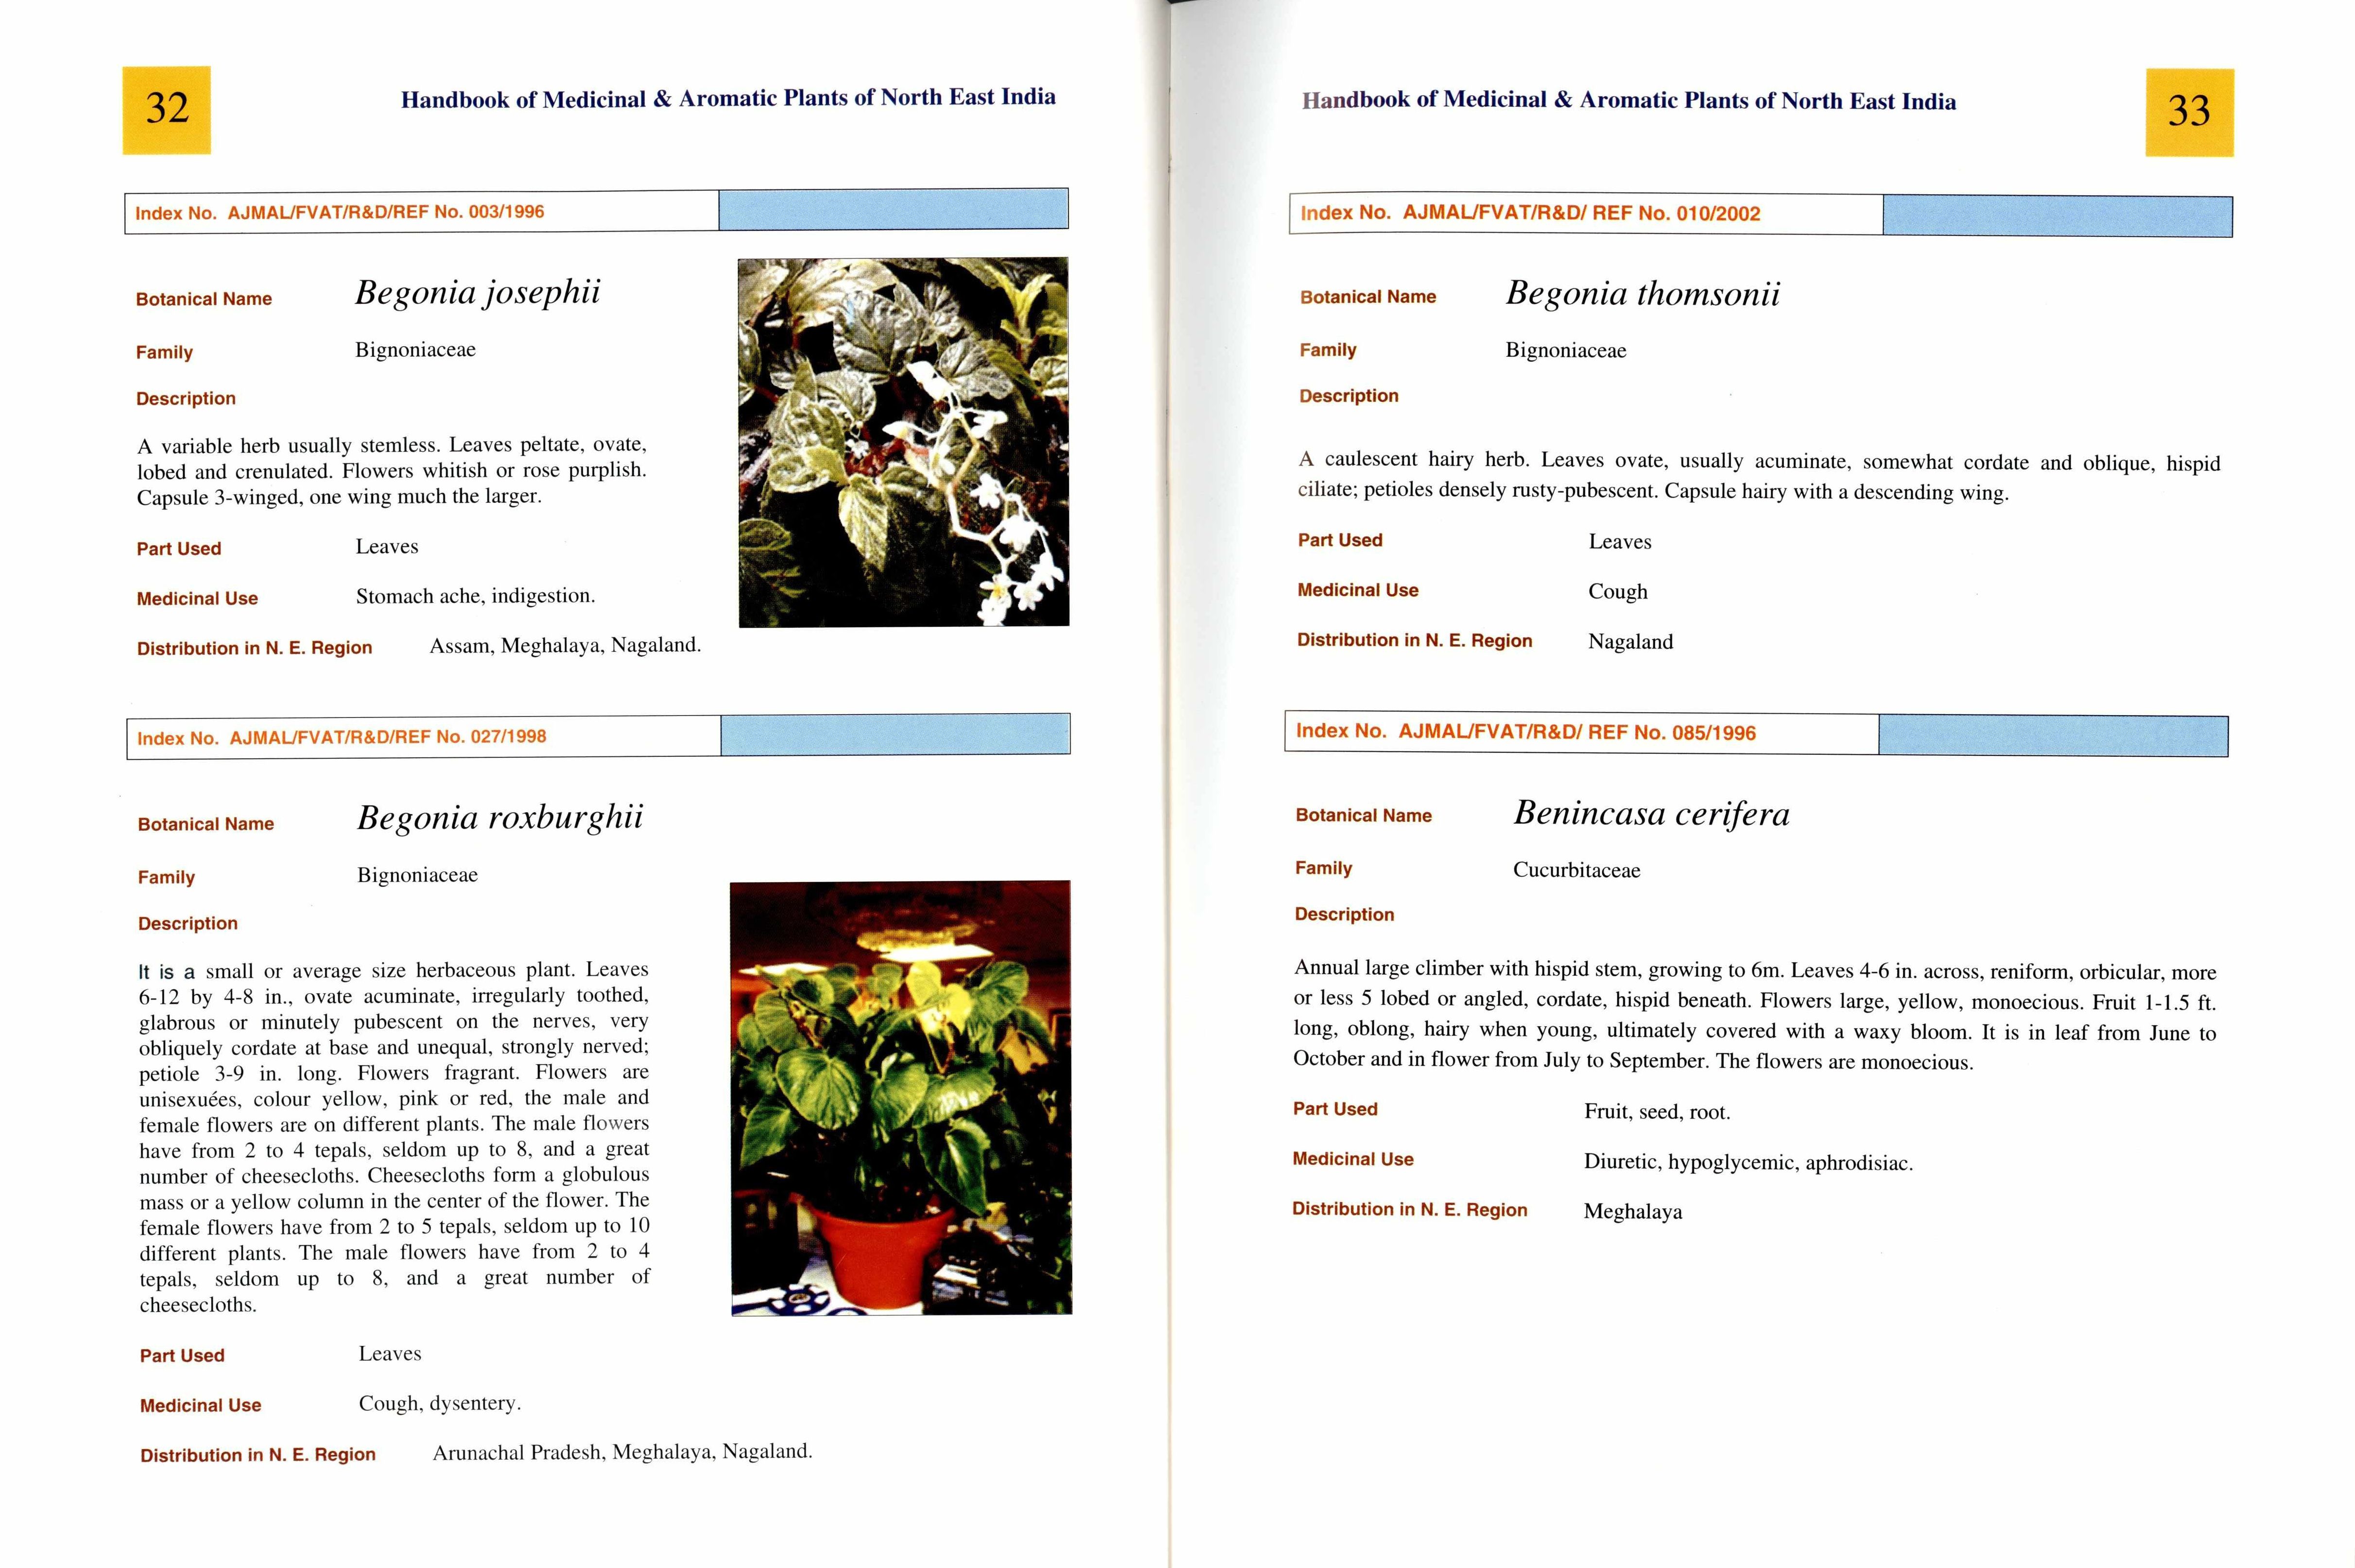 32
Handbook of Medicinal & Aromatic Plants of North East India
Index No. AJMAL/FVAT/R&D/REF No. 003/1996
Botanical Name Begonia josephii
Family Bignoniaceae
Description
A variable herb usually stemless. Leaves peltate, ovate,
lobed and crenulated. Flowers whitish or rose purplish.
Capsule 3-winged, one wing much the larger.
Part Used Leaves
Medicinal Use Stomach ache, indigestion.
Distribution in N. E. Region Assam, Meghalaya, Nagaland.
Index No. AJMAL/FVAT/R&D/REF No. 027/1998
Botanical Name Begonia roxburghii
Family Bignoniaceae
Description
It is a small or average size herbaceous plant. Leaves
6-12 by 4-8 in., ovate acuminate, irregularly toothed,
glabrous or minutely pubescent on the nerves, very
obliquely cordate at base and unequal, strongly nerved;
petiole 3-9 in. long. Flowers fragrant. Flowers are
unisexuées, colour yellow, pink or red, the male and
female flowers are on different plants. The male flowers
have from 2 to 4 tepals, seldom up to 8, and a great
number of cheesecloths. Cheesecloths form a globulous
mass or a yellow column in the center of the flower. The
female flowers have from 2 to 5 tepals, seldom up to 10
different plants. The male flowers have from 2 to 4
tepals, seldom up to 8, and a great number of
cheesecloths.
Part Used Leaves
Medicinal Use Cough, dysentery.
Distribution in N. E. Region Arunachal Pradesh, Meghalaya, Nagaland.
Handbook of Medicinal & Aromatic Plants of North East India
33
Index No. AJMAL/FVAT/R&D/ REF No. 010/2002
Botanical Name Begonia thomsonii
Family Bignoniaceae
Description
A caulescent hairy herb. Leaves ovate, usually acuminate, somewhat cordate and oblique, hispid
ciliate; petioles densely rusty-pubescent. Capsule hairy with a descending wing.
Part Used Leaves
Medicinal Use Cough
Distribution in N. E. Region Nagaland
Index No. AJMAL/FVAT/R&D/ REF No. 085/1996
Botanical Name Benincasa cerifera
Family Cucurbitaceae
Description
Annual large climber with hispid stem, growing to 6m. Leaves 4-6 in. across, reniform, orbicular, more
or less 5 lobed or angled, cordate, hispid beneath. Flowers large, yellow, monoecious. Fruit 1-1.5 ft.
long, oblong, hairy when young, ultimately covered with a waxy bloom. It is in leaf from June to
October and in flower from July to September. The flowers are monoecious.
Part Used Fruit, seed, root.
Medicinal Use Diuretic, hypoglycemic, aphrodisiac.
Distribution in N. E. Region Meghalaya